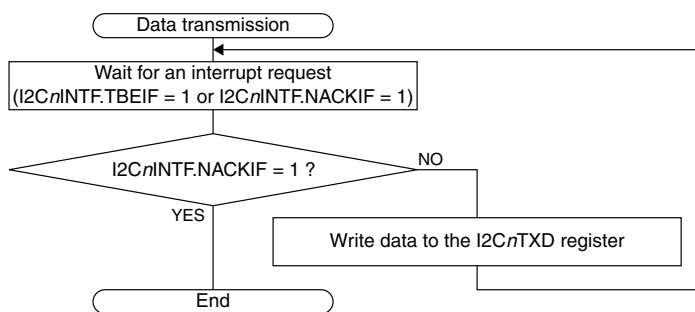 Data transmission
Wait for an interrupt request
(I2CnINTF.TBEIF = 1 or I2CnINTF.NACKIF = 1)
I2CnINTF.NACKIF = 1 ?
NO
YES
Write data to the I2CnTXD register
End